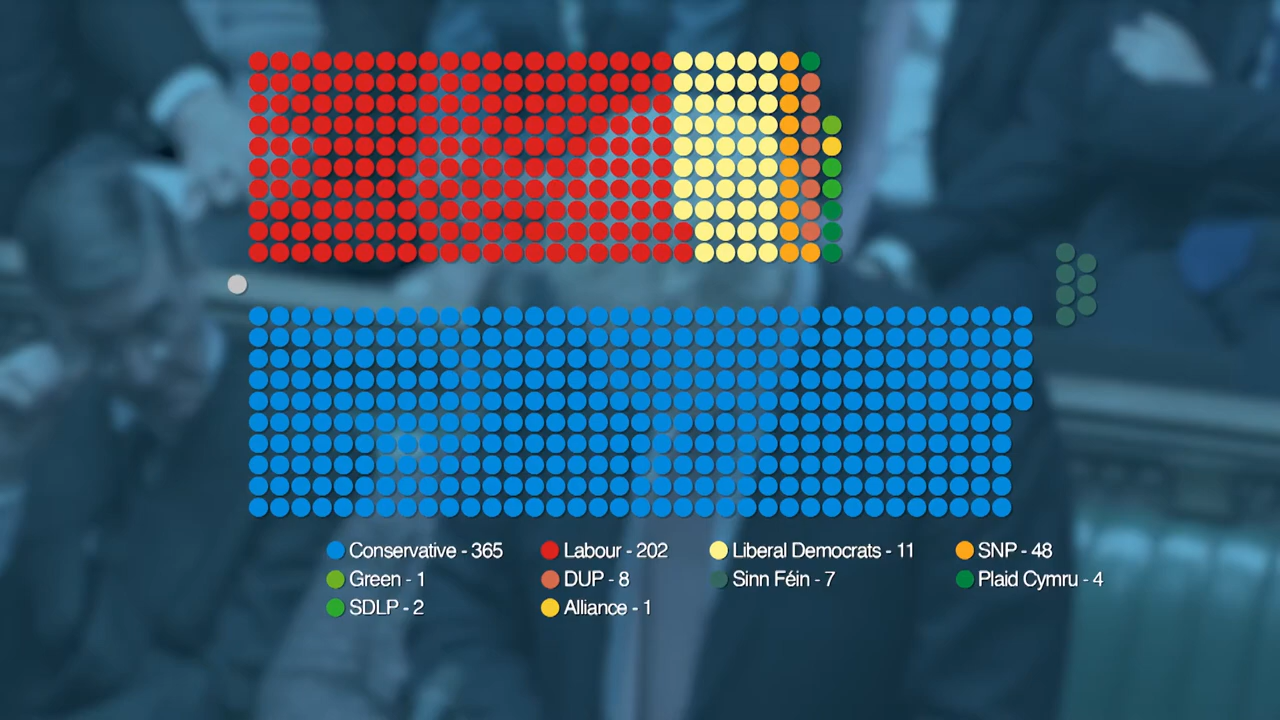 Conservative - 365 Labour - 202 Liberal Democrats - 11 SNP - 48
Green - 1 DUP - 8 Sinn Féin - 7 Plaid Cymru - 4
SDLP - 2 Alliance - 1